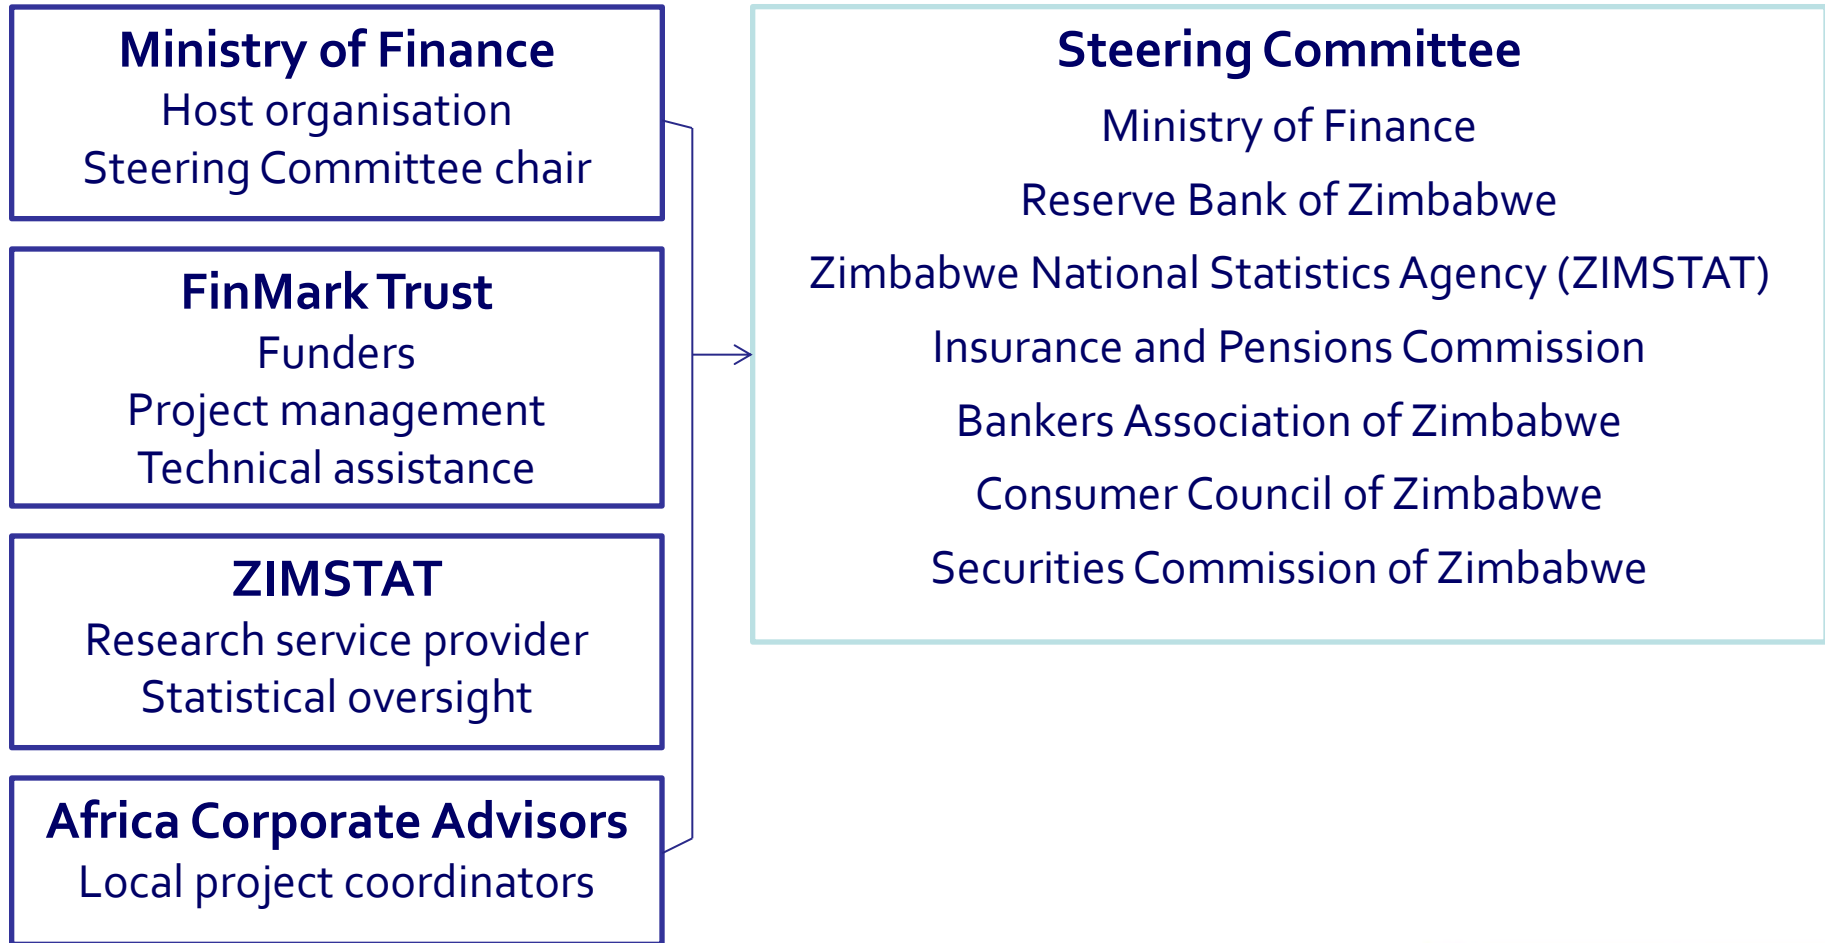 Ministry of Finance
Host organisation
Steering Committee chair
FinMark Trust
Funders
Project management
Technical assistance
ZIMSTAT
Research service provider
Statistical oversight
Africa Corporate Advisors
Local project coordinators
Steering Committee
Ministry of Finance
Reserve Bank of Zimbabwe
Zimbabwe National Statistics Agency (ZIMSTAT)
Insurance and Pensions Commission
Bankers Association of Zimbabwe
Consumer Council of Zimbabwe
Securities Commission of Zimbabwe